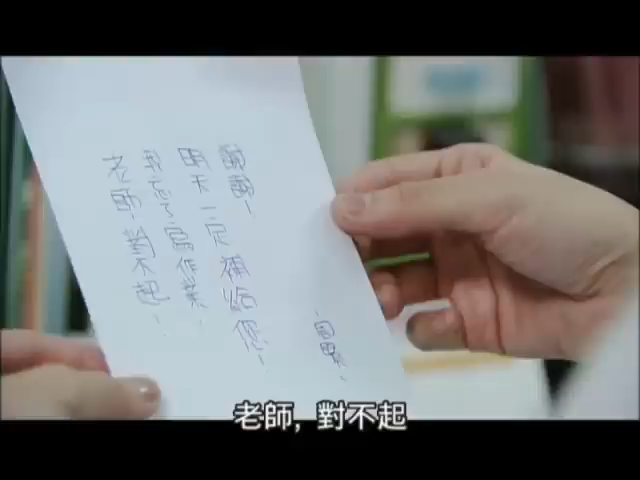 老師，對不起．
我忘了寫作業．
明天一定補給您．
謝謝！
老師, 對不起